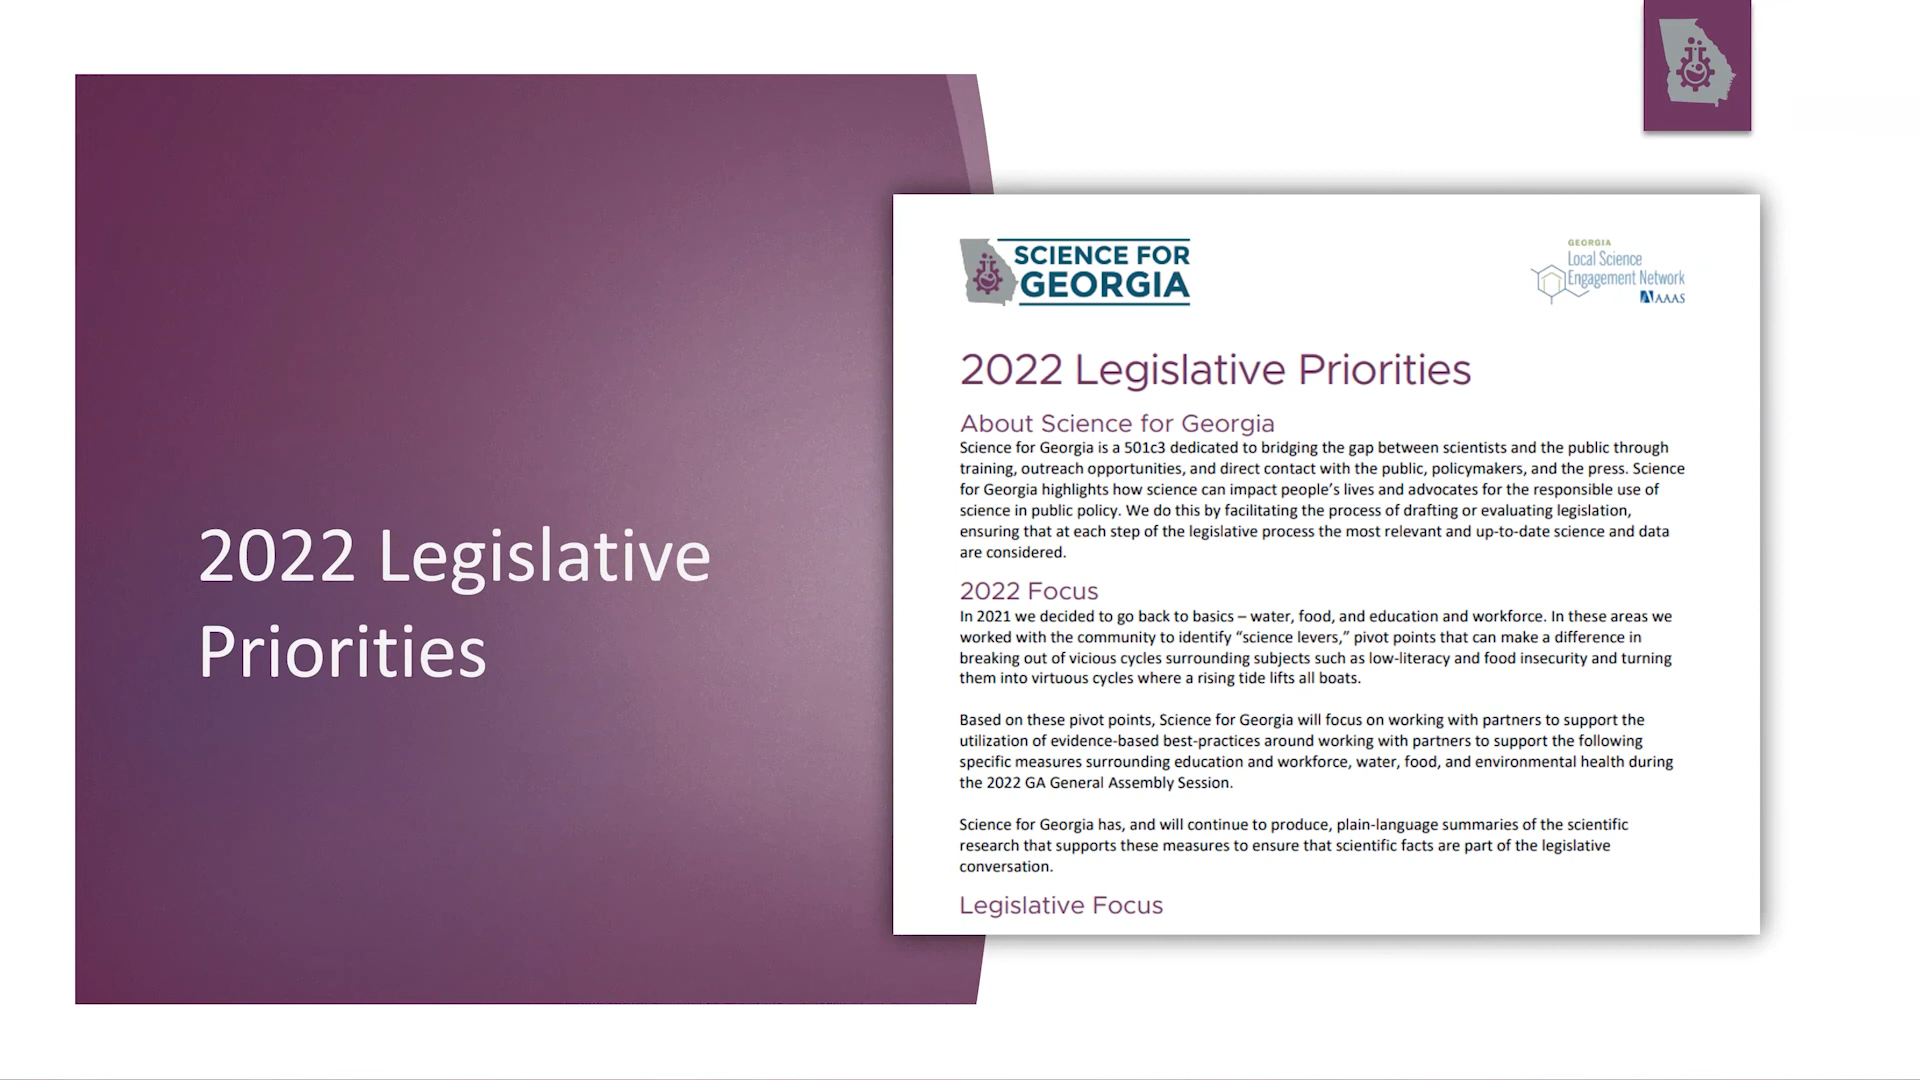 2022 Legislative
Priorities
SCIENCE FOR
GEORGIA
GEORGIA
Local Science
Engagement Network
AAAS
2022 Legislative Priorities
About Science for Georgia
Science for Georgia is a 501c3 dedicated to bridging the gap between scientists and the public through
training, outreach opportunities, and direct contact with the public, policymakers, and the press. Science
for Georgia highlights how science can impact people’s lives and advocates for the responsible use of
science in public policy. We do this by facilitating the process of drafting or evaluating legislation,
ensuring that at each step of the legislative process the most relevant and up-to-date science and data
are considered.
2022 Focus
In 2021 we decided to go back to basics – water, food, and education and workforce. In these areas we
worked with the community to identify “science levers,” pivot points that can make a difference in
breaking out of vicious cycles surrounding subjects such as low-literacy and food insecurity and turning
them into virtuous cycles where a rising tide lifts all boats.
Based on these pivot points, Science for Georgia will focus on working with partners to support the
utilization of evidence-based best-practices around working with partners to support the following
specific measures surrounding education and workforce, water, food, and environmental health during
the 2022 GA General Assembly Session.
Science for Georgia has, and will continue to produce, plain-language summaries of the scientific
research that supports these measures to ensure that scientific facts are part of the legislative
conversation.
Legislative Focus